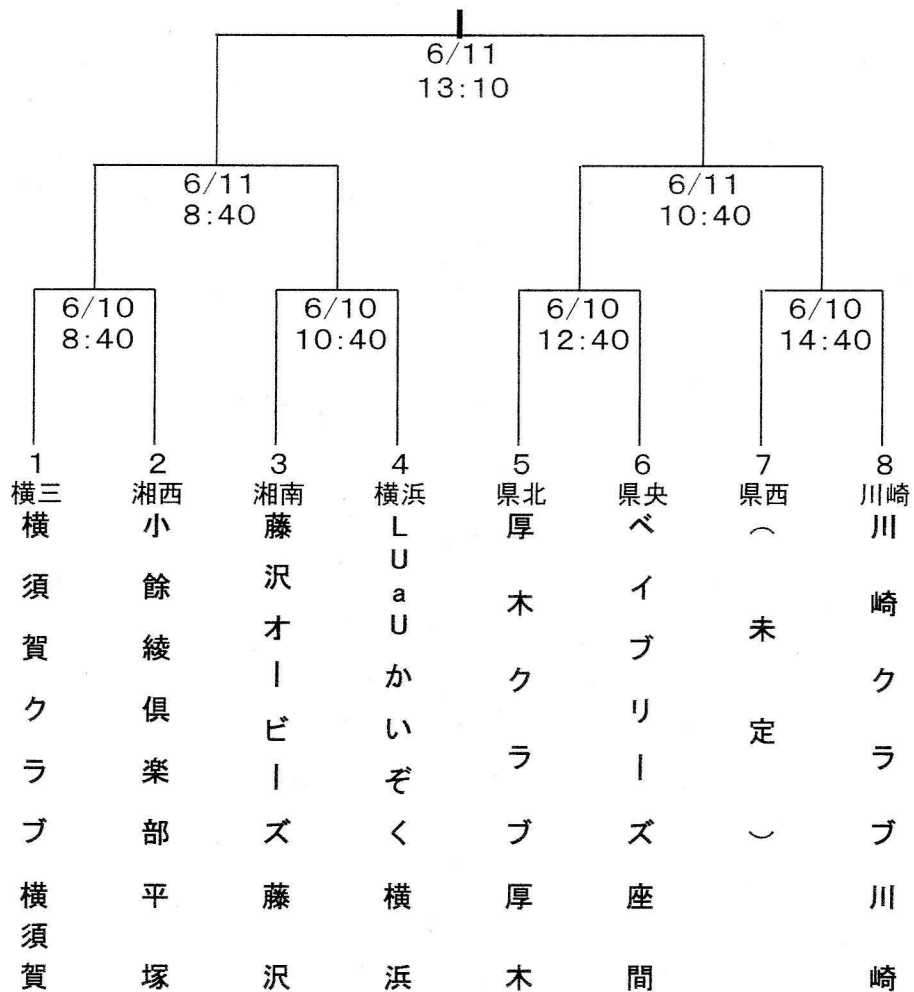 6/11
13:10
6/11
8:40
6/11
10:40
6/10
8:40
6/10
10:40
6/10
12:40
6/10
14:40
1
横三
横須賀クラブ横須賀
2
湘西
小餘綾倶楽部平塚
3
湘南
藤沢オービーズ藤沢
4
横浜
LUaUかいぞく横浜
5
県北
厚木クラブ厚木
6
県央
ベイブリーズ座間
7
県西
（未定）
8
川崎
川崎クラブ川崎